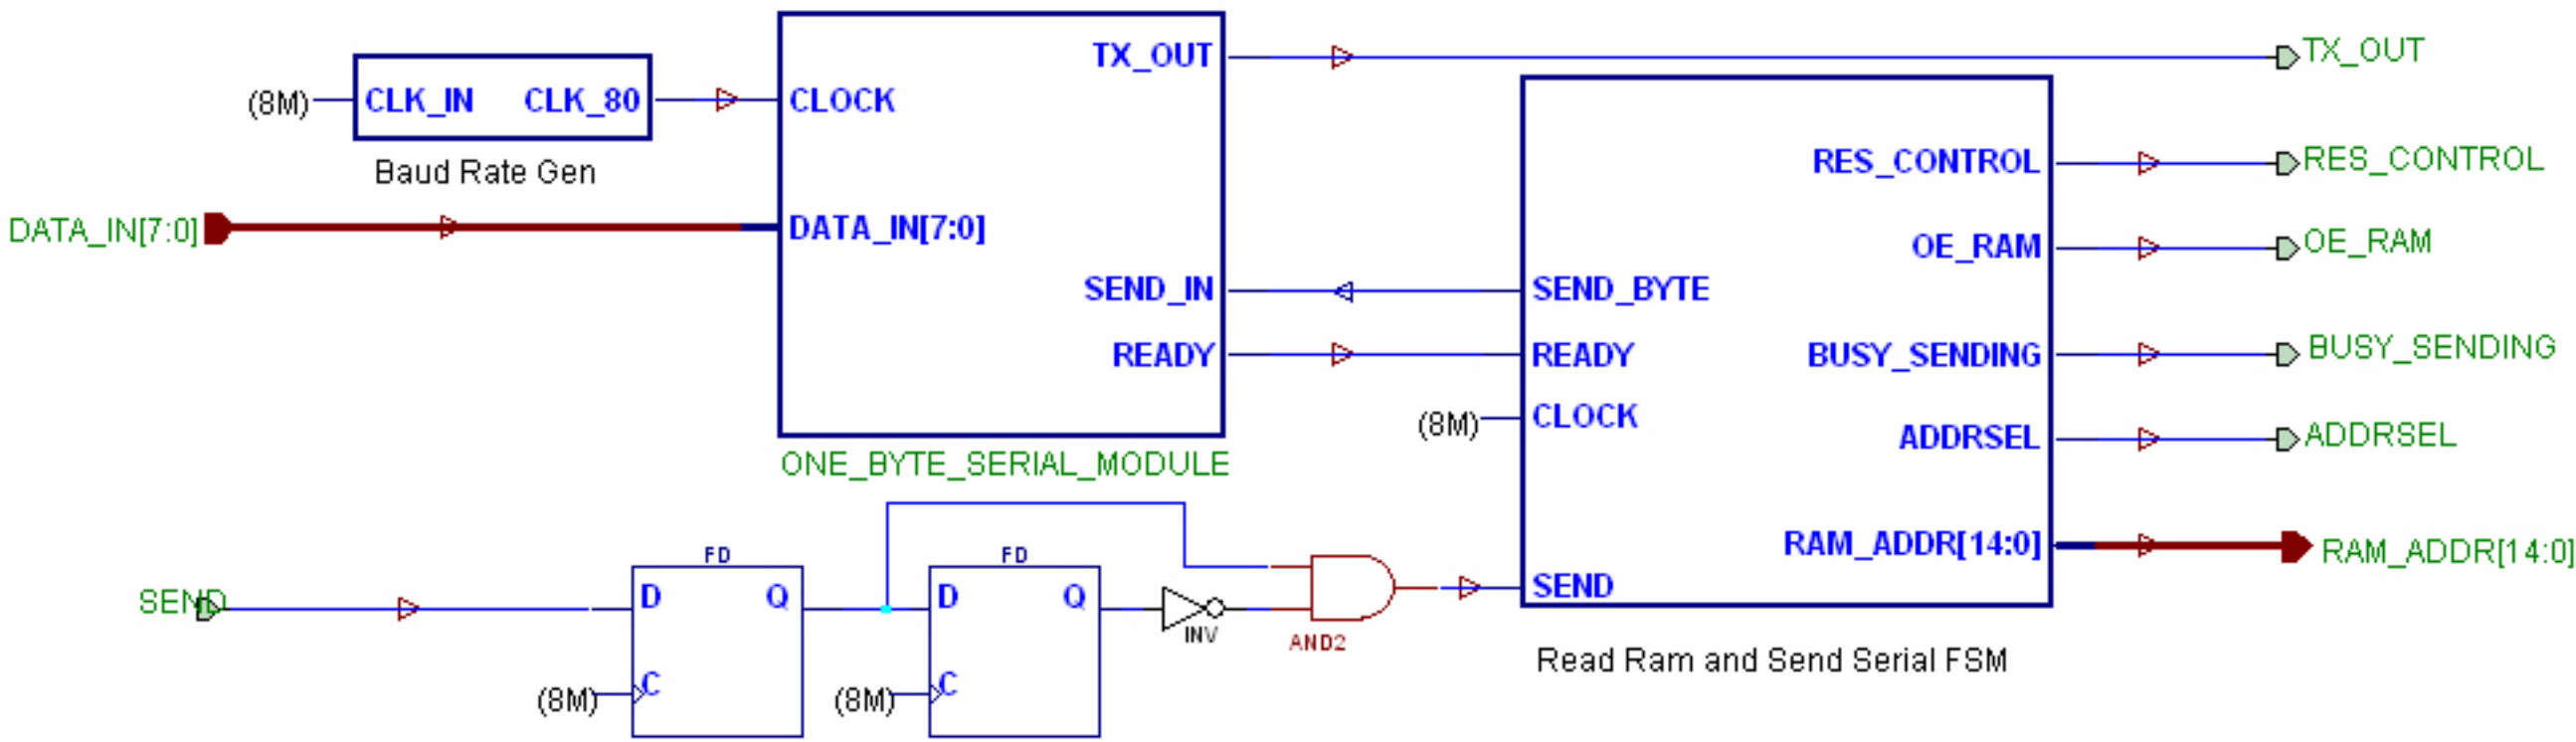 TX_OUT
TX_OUT
(8M)
CLK_IN
CLK_80
CLOCK
Baud Rate Gen
RES_CONTROL
RES_CONTROL
DATA_IN[7:0]
DATA_IN[7:0]
OE_RAM
OE_RAM
SEND_IN
SEND_BYTE
READY
READY
BUSY_SENDING
BUSY_SENDING
(8M)
CLOCK
ADDRSEL
ADDRSEL
ONE_BYTE_SERIAL_MODULE
RAM_ADDR[14:0]
RAM_ADDR[14:0]
FD
FD
SEND
D
Q
D
Q
INV
AND2
SEND
Read Ram and Send Serial FSM
(8M)
C
(8M)
C